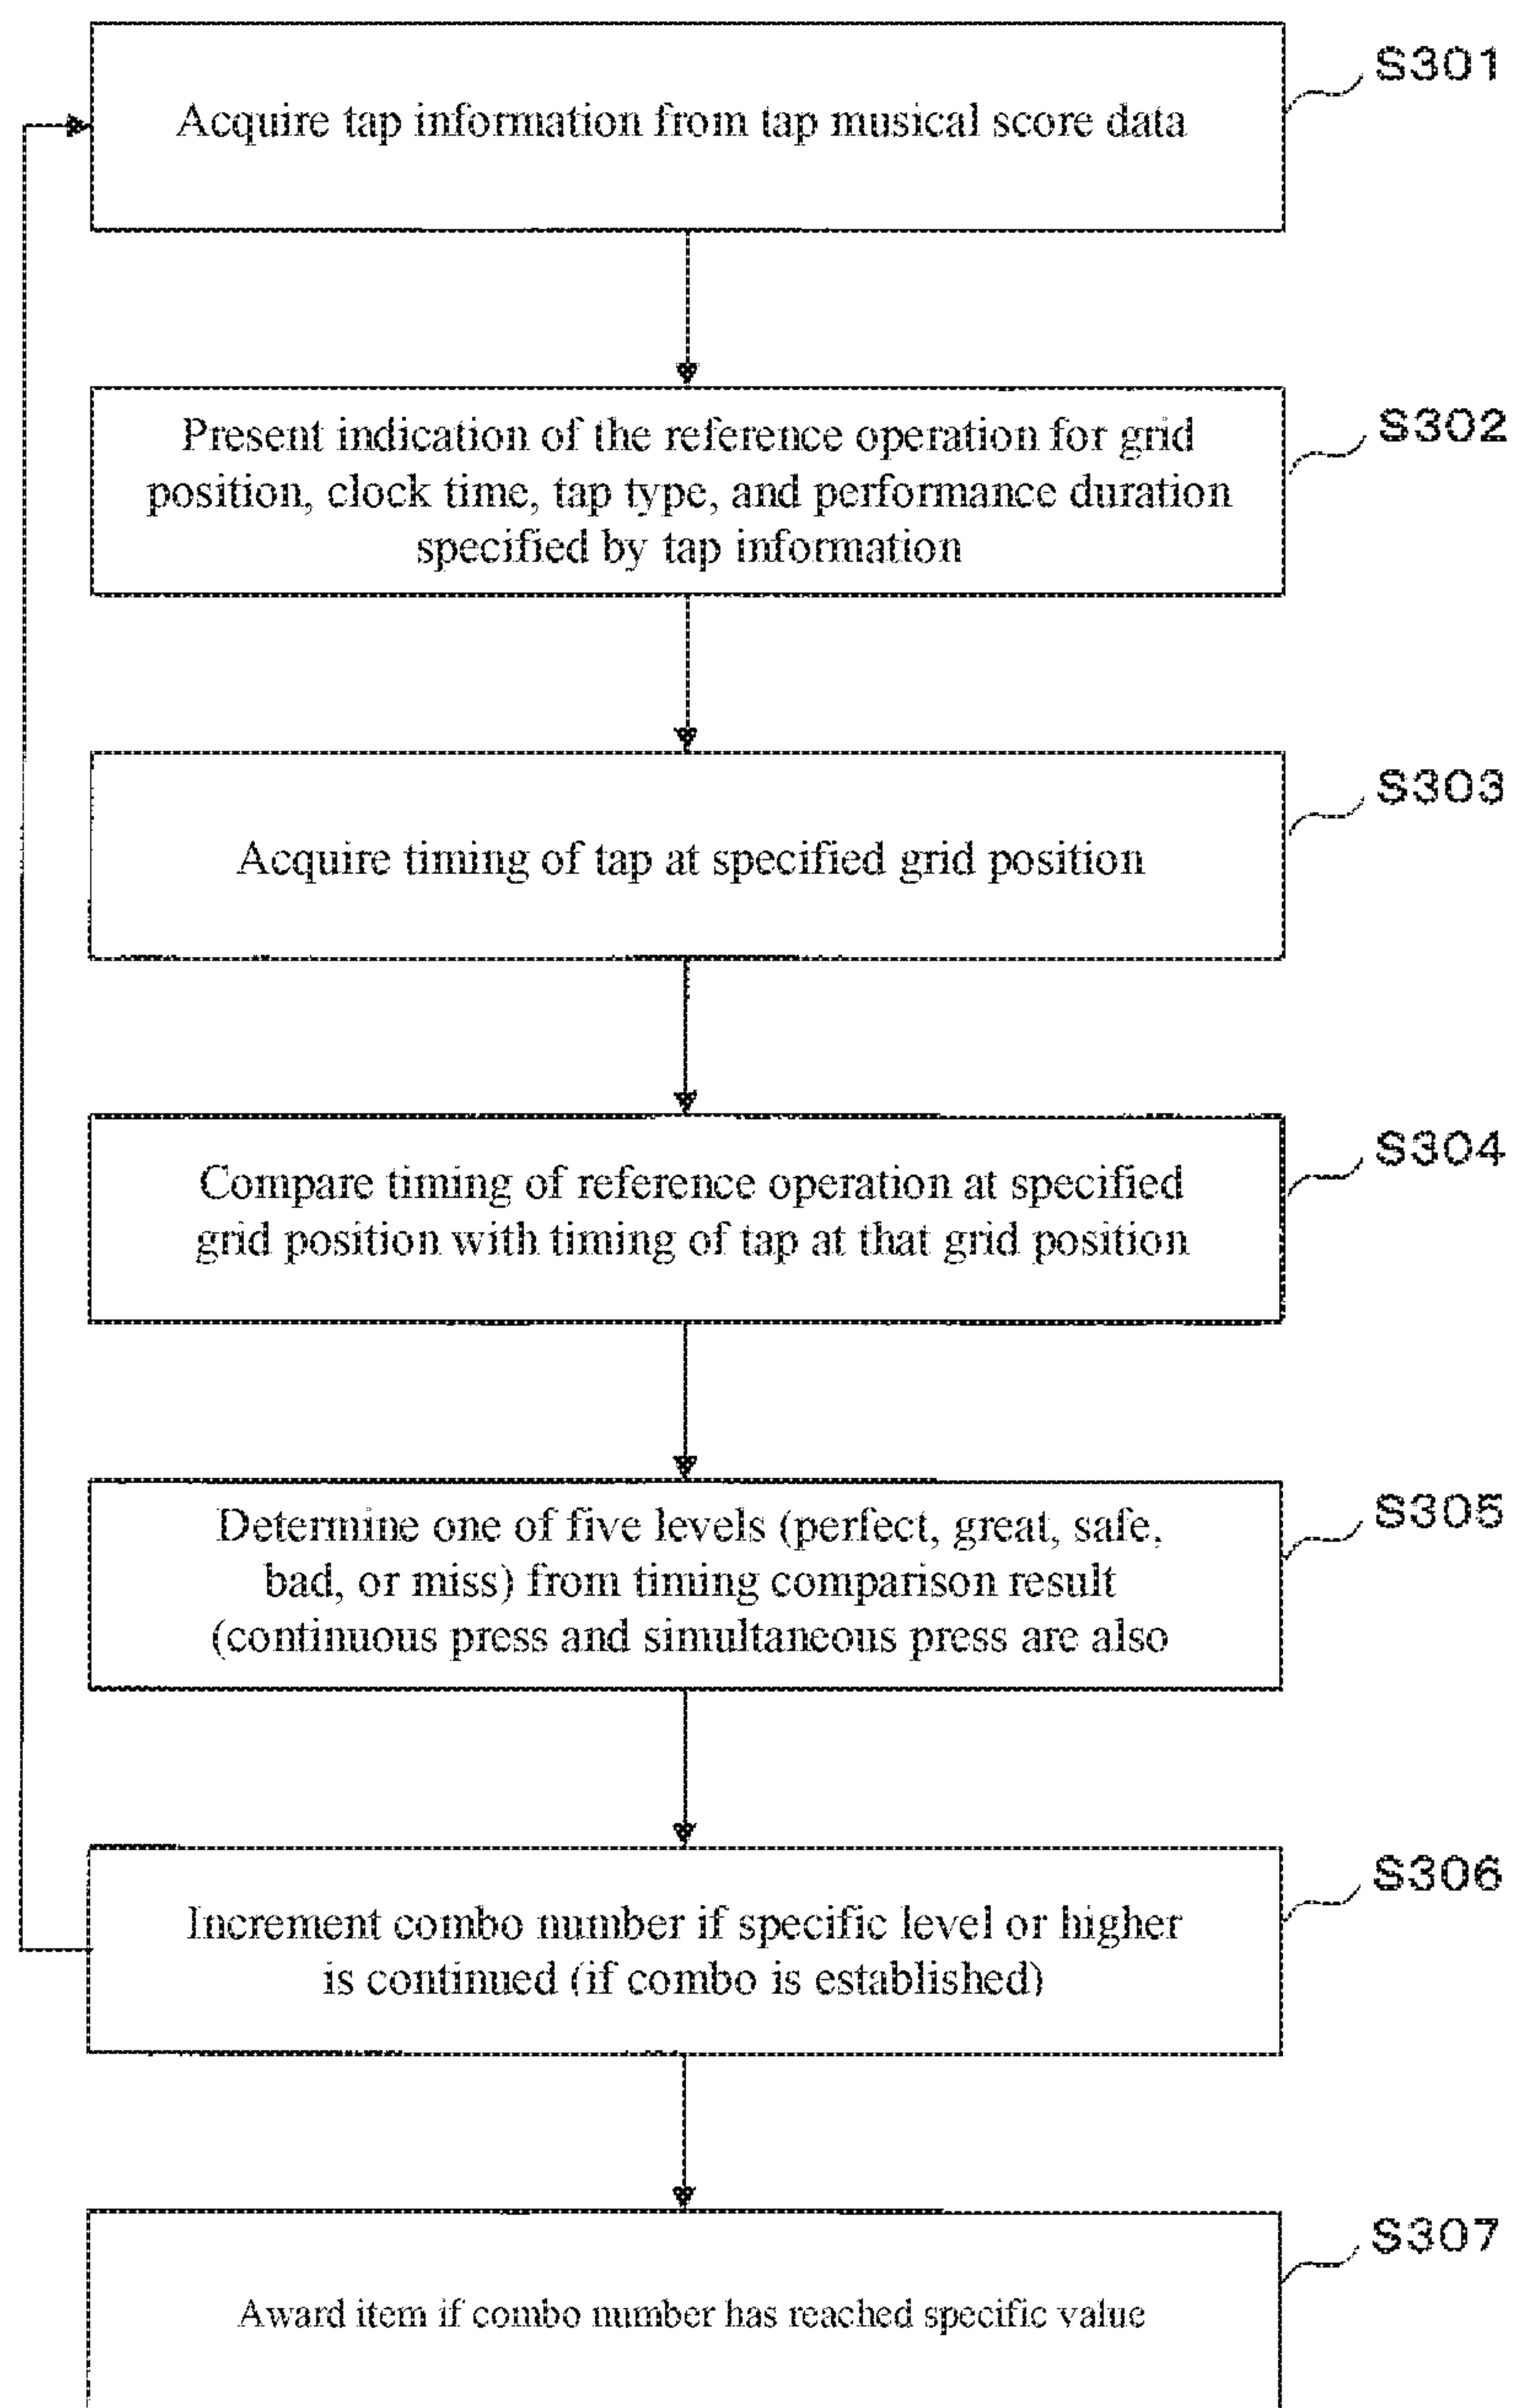 Acquire tap information from tap musical score data
S301
Present indication of the reference operation for grid
position, clock time, tap type, and performance duration
specified by tap information
S302
Acquire timing of tap at specified grid position
S303
Compare timing of reference operation at specified
grid position with timing of tap at that grid position
S304
Determine one of five levels (perfect, great, safe,
bad, or miss) from timing comparison result
(continuous press and simultaneous press are also
S305
Increment combo number if specific level or higher
is continued (if combo is established)
S306
Award item if combo number has reached specific value
S307